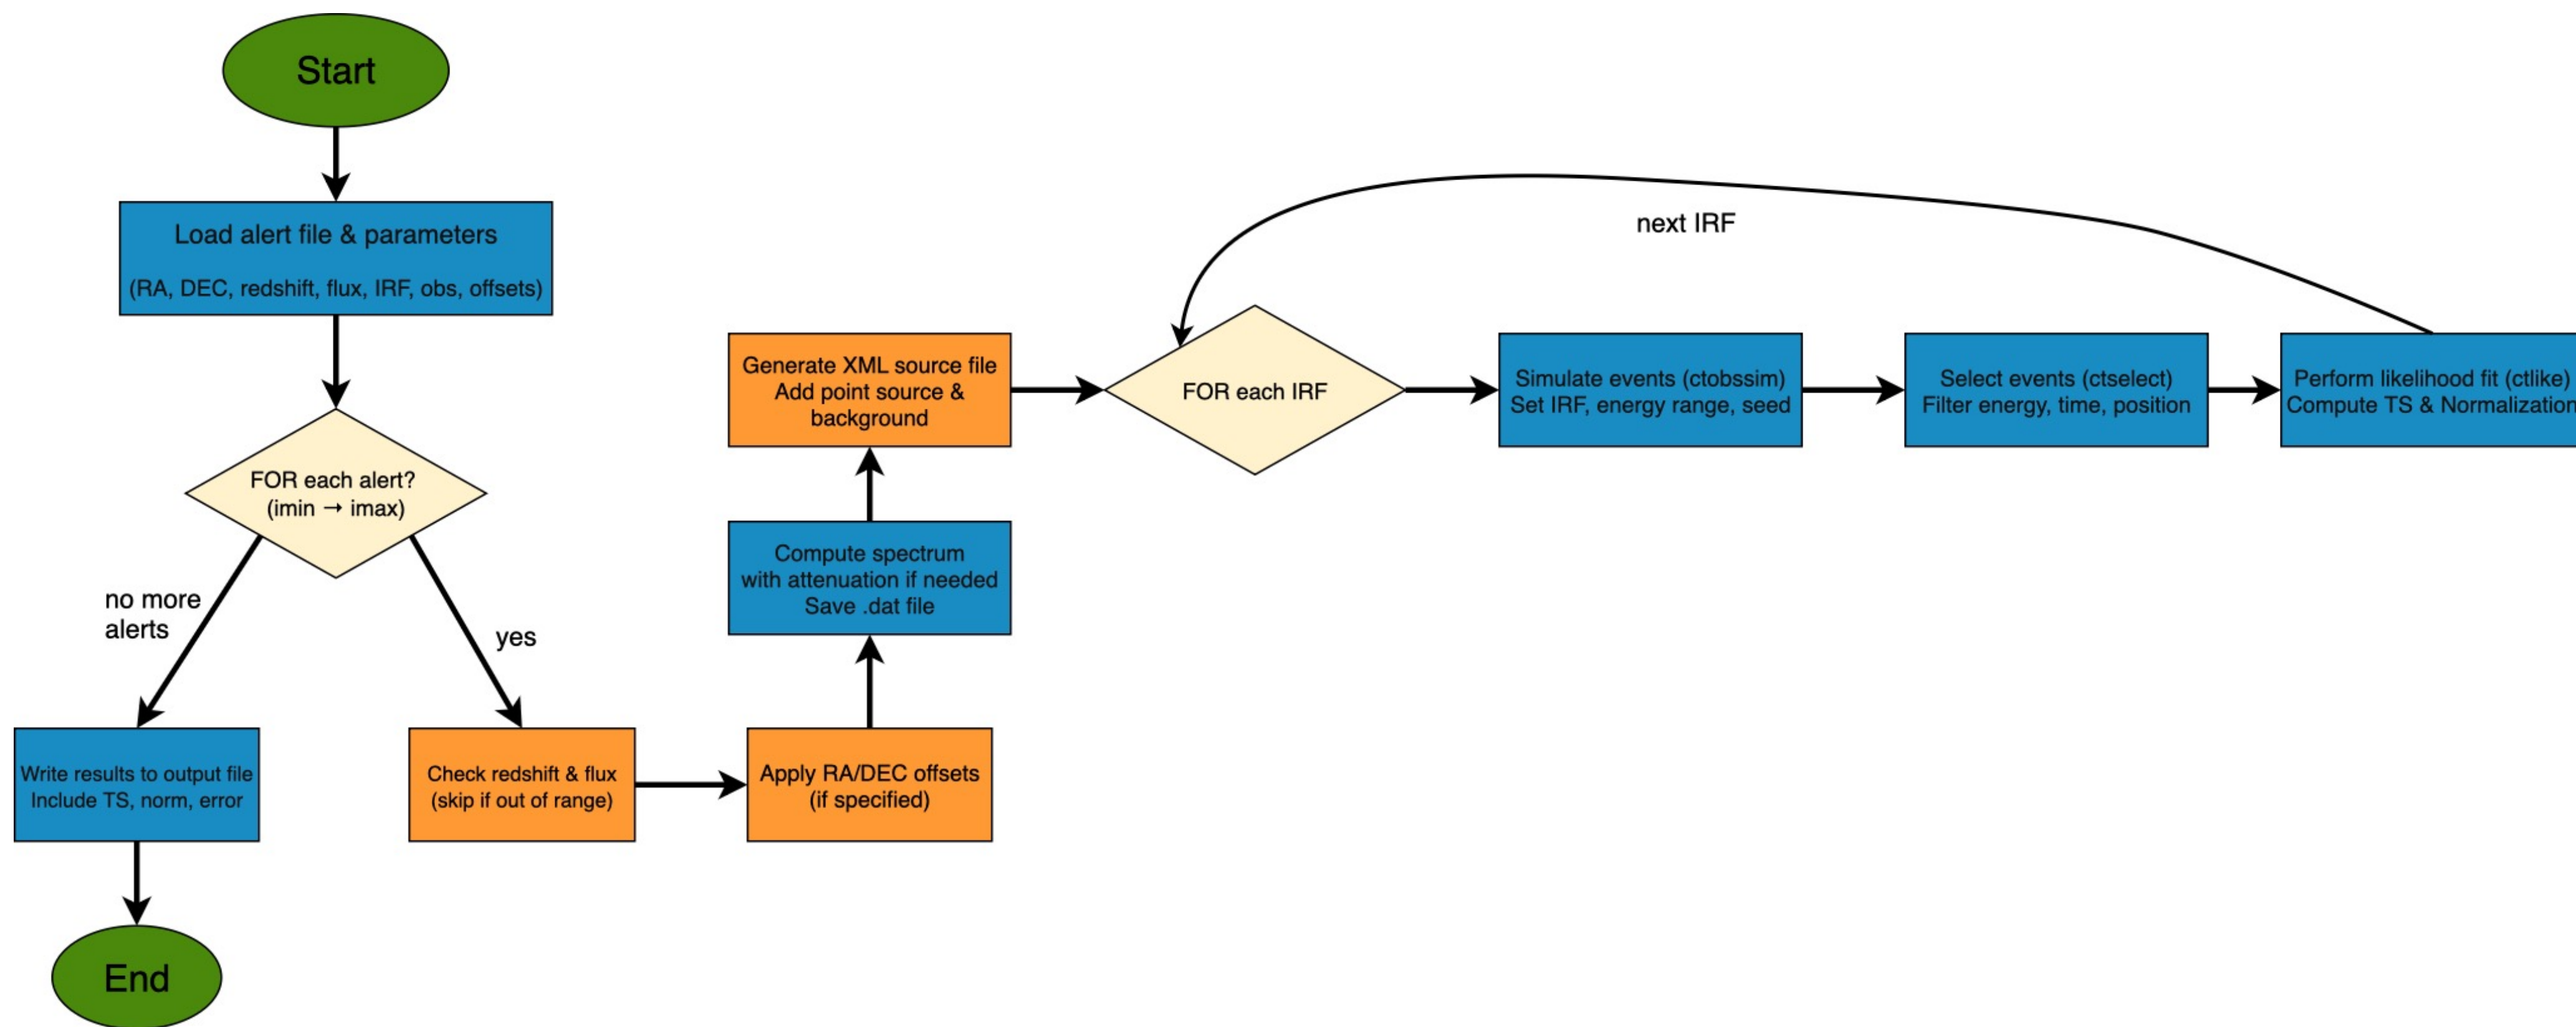 Start
Load alert file & parameters
(RA, DEC, redshift, flux, IRF, obs, offsets)
FOR each alert?
(imin → imax)
no more
alerts
yes
Write results to output file
Include TS, norm, error
End
Check redshift & flux
(skip if out of range)
Apply RA/DEC offsets
(if specified)
Compute spectrum
with attenuation if needed
Save .dat file
Generate XML source file
Add point source &
background
FOR each IRF
next IRF
Simulate events (ctobssim)
Set IRF, energy range, seed
Select events (ctselect)
Filter energy, time, position
Perform likelihood fit (ctlike)
Compute TS & Normalization